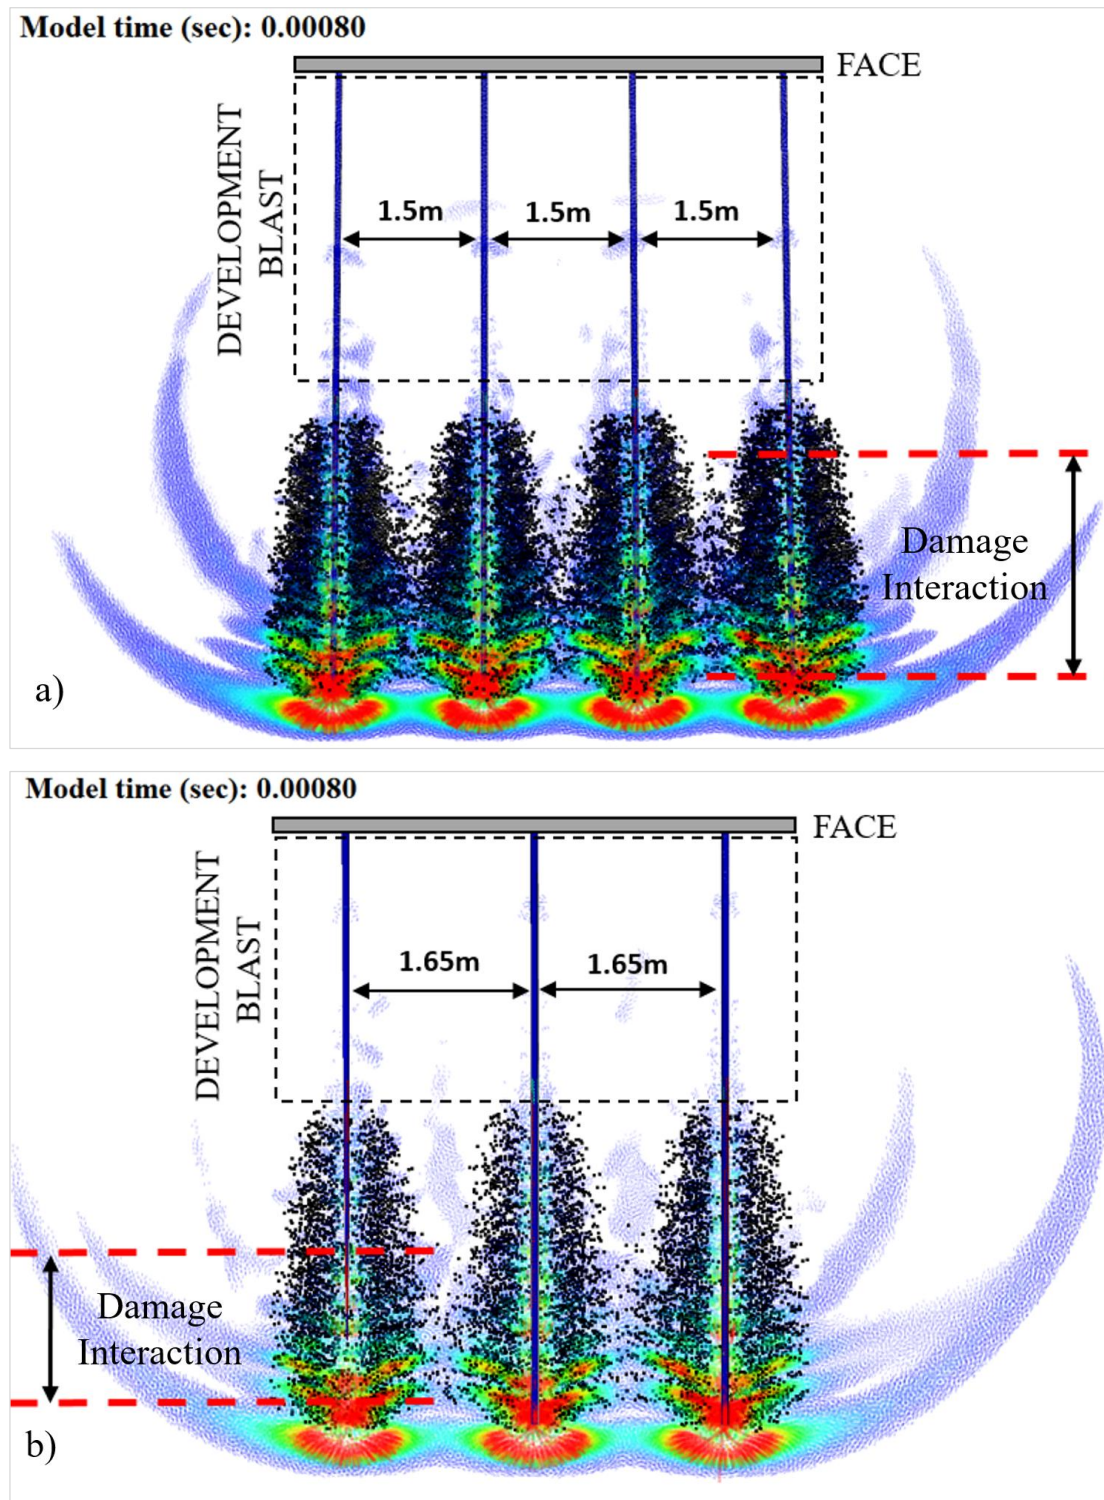 Model time (sec): 0.00080
FACE
DEVELOPMENT
BLAST
1.5m
1.5m
1.5m
Damage
Interaction
a)
Model time (sec): 0.00080
FACE
DEVELOPMENT
BLAST
1.65m
1.65m
Damage
Interaction
b)